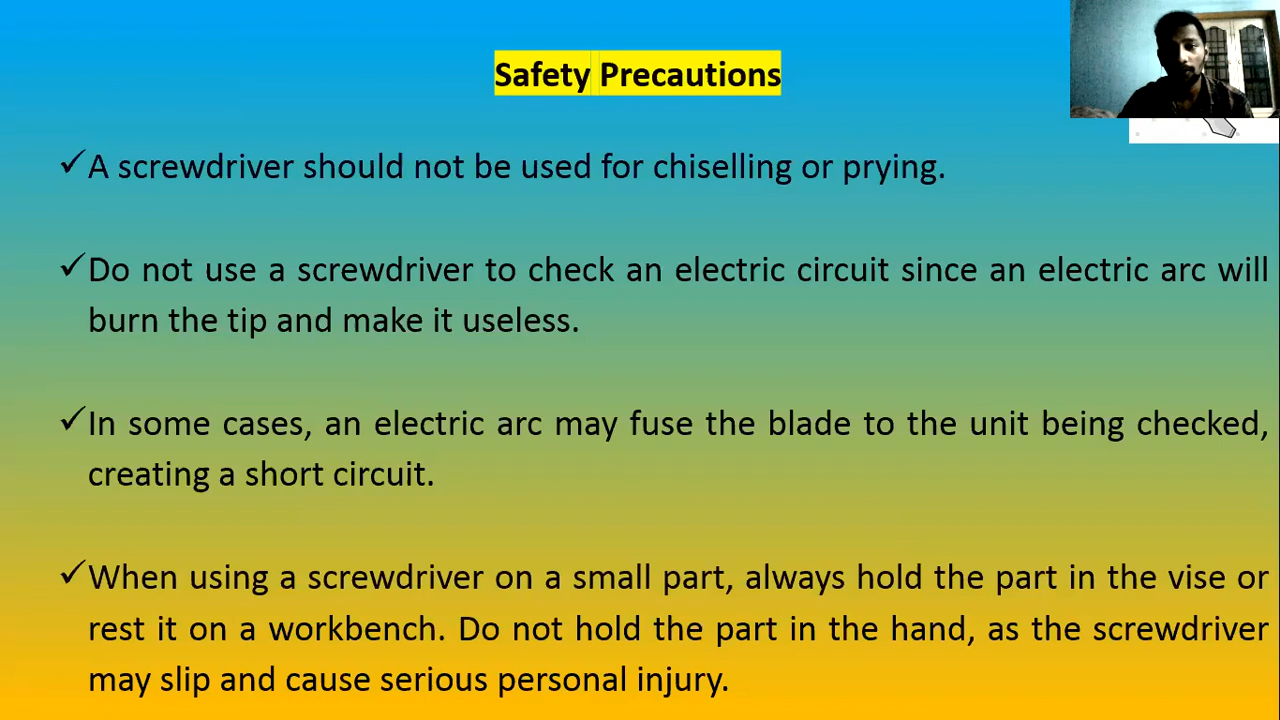 Safety Precautions
✓A screwdriver should not be used for chiselling or prying.
✓Do not use a screwdriver to check an electric circuit since an electric arc will
burn the tip and make it useless.
✓In some cases, an electric arc may fuse the blade to the unit being checked,
creating a short circuit.
✓When using a screwdriver on a small part, always hold the part in the vise or
rest it on a workbench. Do not hold the part in the hand, as the screwdriver
may slip and cause serious personal injury.